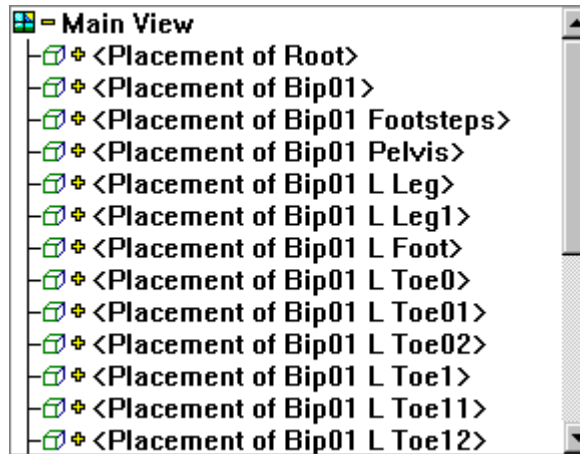 Main View
<Placement of Root>
<Placement of Bip01>
<Placement of Bip01 Footsteps>
<Placement of Bip01 Pelvis>
<Placement of Bip01 L Leg>
<Placement of Bip01 L Leg1>
<Placement of Bip01 L Foot>
<Placement of Bip01 L Toe0>
<Placement of Bip01 L Toe01>
<Placement of Bip01 L Toe02>
<Placement of Bip01 L Toe1>
<Placement of Bip01 L Toe11>
<Placement of Bip01 L Toe12>